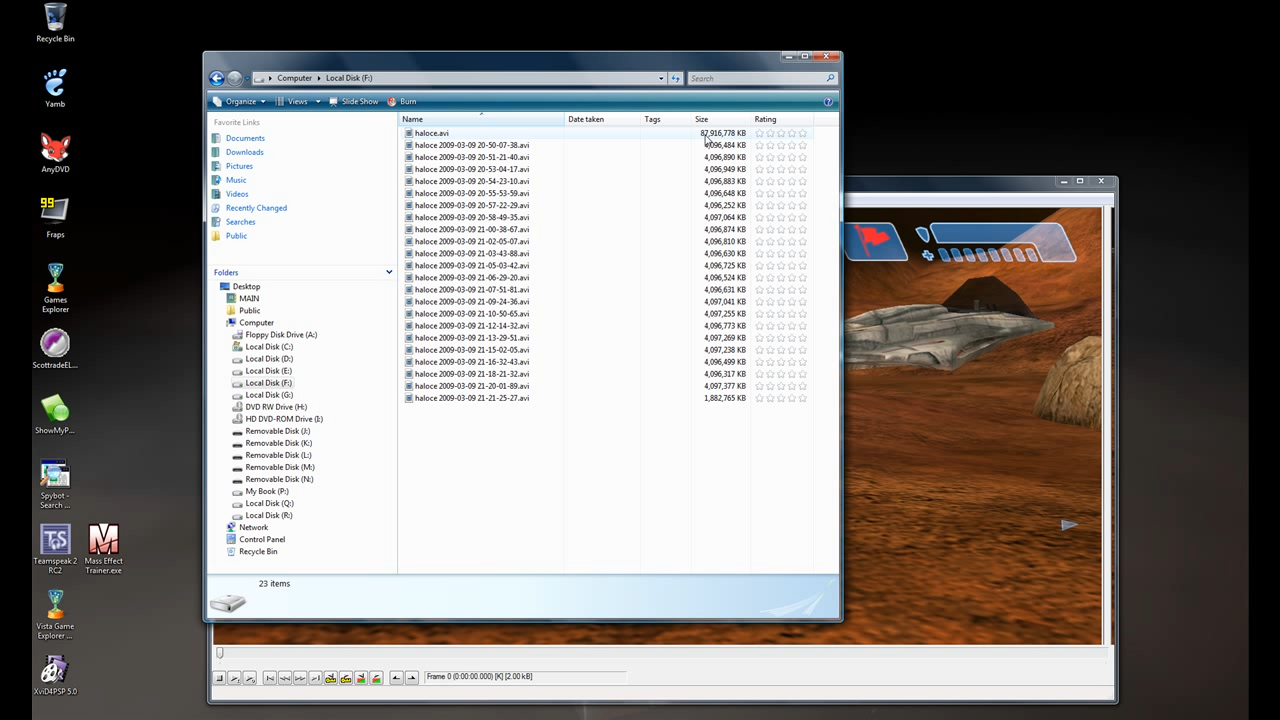 Recycle Bin
Yamb
AnyDVD
99
Fraps
Games
Explorer
ScottradeEL...
ShowMyP...
Spybot -
Search ...
Teamspeak 2
RC2
Mass Effect
Trainer.exe
Vista Game
Explorer ...
XviD4PSP 5.0
Computer Local Disk (F:)
Search
Organize Views Slide Show Burn
Favorite Links
Documents
Downloads
Pictures
Music
Videos
Recently Changed
Searches
Public
Folders
Desktop
MAIN
Public
Computer
Floppy Disk Drive (A:)
Local Disk (C:)
Local Disk (D:)
Local Disk (E:)
Local Disk (F:)
Local Disk (G:)
DVD RW Drive (H:)
HD DVD-ROM Drive (I:)
Removable Disk (J:)
Removable Disk (K:)
Removable Disk (L:)
Removable Disk (M:)
Removable Disk (N:)
My Book (P:)
Local Disk (Q:)
Local Disk (R:)
Network
Control Panel
Recycle Bin
Name Date taken Tags Size Rating
haloce.avi 87,916,778 KB
haloce 2009-03-09 20-50-07-38.avi 4,096,484 KB
haloce 2009-03-09 20-51-21-40.avi 4,096,890 KB
haloce 2009-03-09 20-53-04-17.avi 4,096,949 KB
haloce 2009-03-09 20-54-23-10.avi 4,096,883 KB
haloce 2009-03-09 20-55-53-59.avi 4,096,648 KB
haloce 2009-03-09 20-57-22-29.avi 4,096,252 KB
haloce 2009-03-09 20-58-49-35.avi 4,097,064 KB
haloce 2009-03-09 21-00-38-67.avi 4,096,874 KB
haloce 2009-03-09 21-02-05-07.avi 4,096,810 KB
haloce 2009-03-09 21-03-43-88.avi 4,096,630 KB
haloce 2009-03-09 21-05-03-42.avi 4,096,725 KB
haloce 2009-03-09 21-06-29-20.avi 4,096,524 KB
haloce 2009-03-09 21-07-51-81.avi 4,096,631 KB
haloce 2009-03-09 21-09-24-36.avi 4,097,041 KB
haloce 2009-03-09 21-10-50-65.avi 4,097,255 KB
haloce 2009-03-09 21-12-14-32.avi 4,096,773 KB
haloce 2009-03-09 21-13-29-51.avi 4,097,269 KB
haloce 2009-03-09 21-15-02-05.avi 4,097,238 KB
haloce 2009-03-09 21-16-32-43.avi 4,096,499 KB
haloce 2009-03-09 21-18-21-32.avi 4,096,317 KB
haloce 2009-03-09 21-20-01-89.avi 4,097,377 KB
haloce 2009-03-09 21-21-25-27.avi 1,882,765 KB
23 items
Frame 0 (0:00:00.000) [K] [2.00 kB]